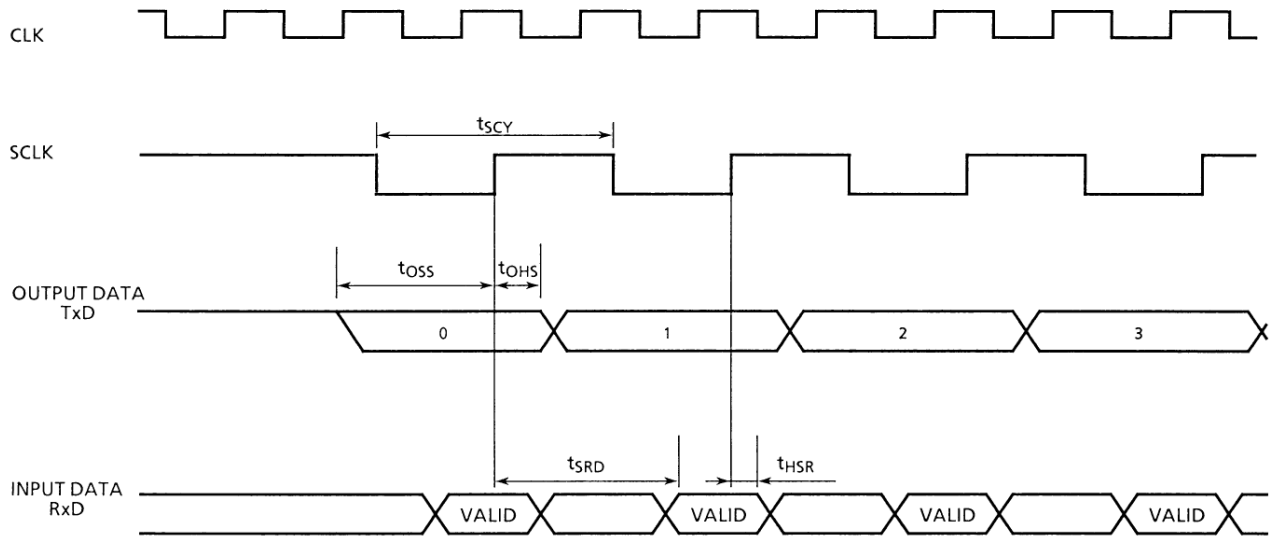 CLK
tSCY
SCLK
tOSS tOHS
OUTPUT DATA
TxD
0 1 2 3
tSRD tHSR
INPUT DATA
RxD
VALID VALID VALID VALID